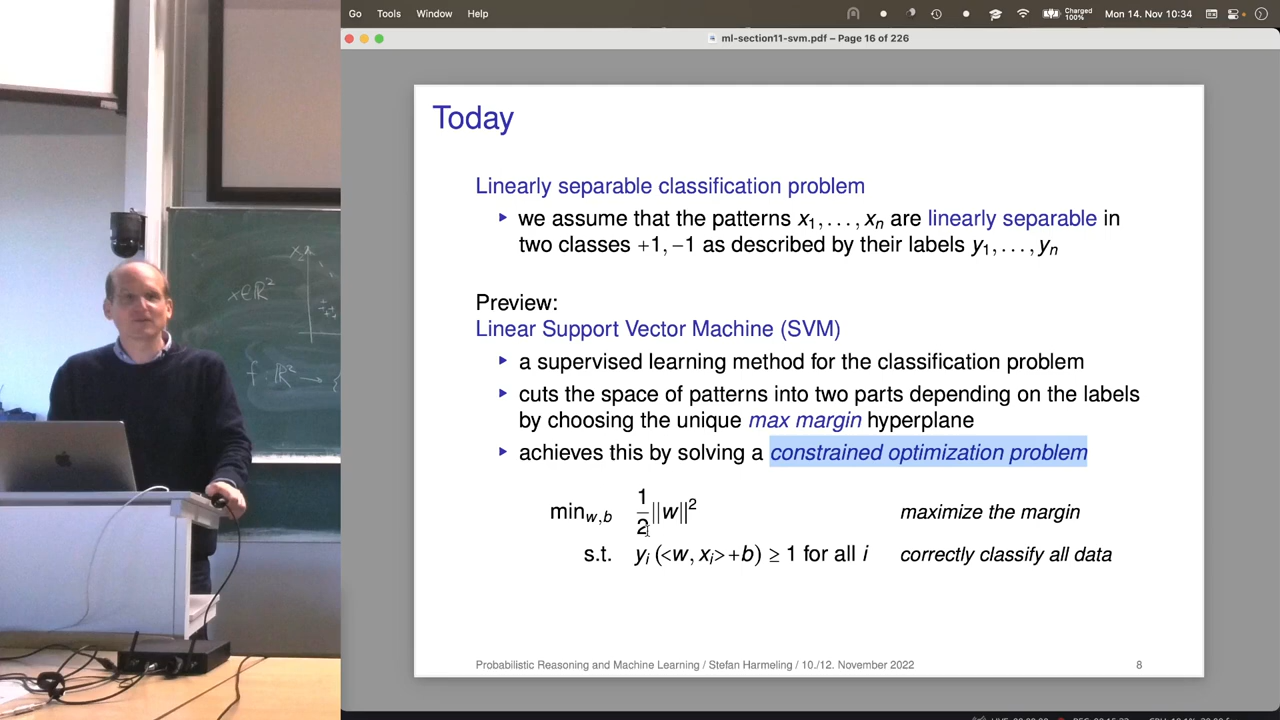 Go Tools Window Help
Charged 100% Mon 14. Nov 10:34
ml-section11-svm.pdf – Page 16 of 226
Today
Linearly separable classification problem
‣ we assume that the patterns x₁, . . . , xₙ are linearly separable in
two classes +1, −1 as described by their labels y₁, . . . , yₙ
Preview:
Linear Support Vector Machine (SVM)
‣ a supervised learning method for the classification problem
‣ cuts the space of patterns into two parts depending on the labels
by choosing the unique max margin hyperplane
‣ achieves this by solving a constrained optimization problem
min_{w,b} 1/2 ||w||² maximize the margin
s.t. yᵢ (<w, xᵢ>+b) ≥ 1 for all i correctly classify all data
Probabilistic Reasoning and Machine Learning / Stefan Harmeling / 10./12. November 2022 8
x∈ℝ²
f: ℝ² → {